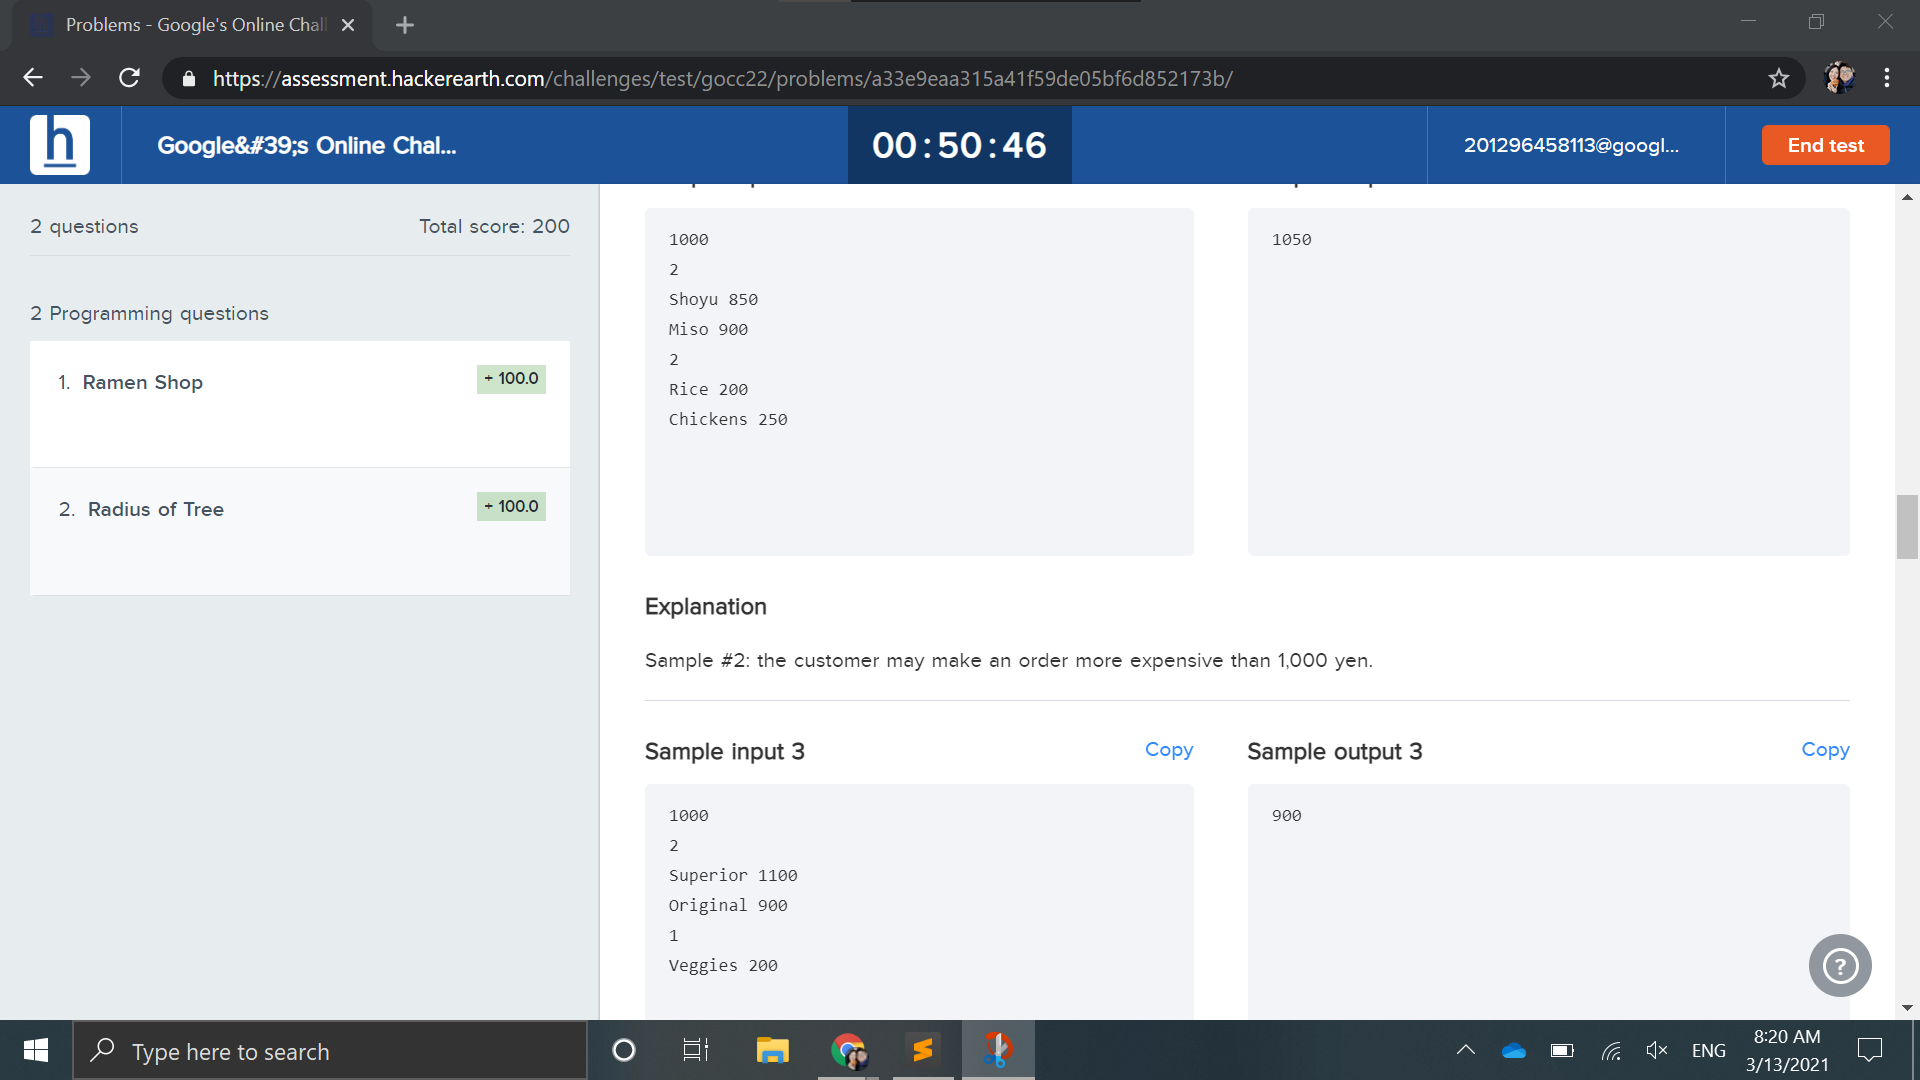 Problems - Google's Online Chal
https://assessment.hackerearth.com/challenges/test/gocc22/problems/a33e9eaa315a41f59de05bf6d852173b/
h
Google&#39;s Online Chal...
00:50:46
201296458113@googl...
End test
2 questions
Total score: 200
2 Programming questions
1. Ramen Shop
+ 100.0
2. Radius of Tree
+ 100.0
1000
2
Shoyu 850
Miso 900
2
Rice 200
Chickens 250
1050
Explanation
Sample #2: the customer may make an order more expensive than 1,000 yen.
Sample input 3
Copy
Sample output 3
Copy
1000
2
Superior 1100
Original 900
1
Veggies 200
900
?
Type here to search
ENG
8:20 AM
3/13/2021